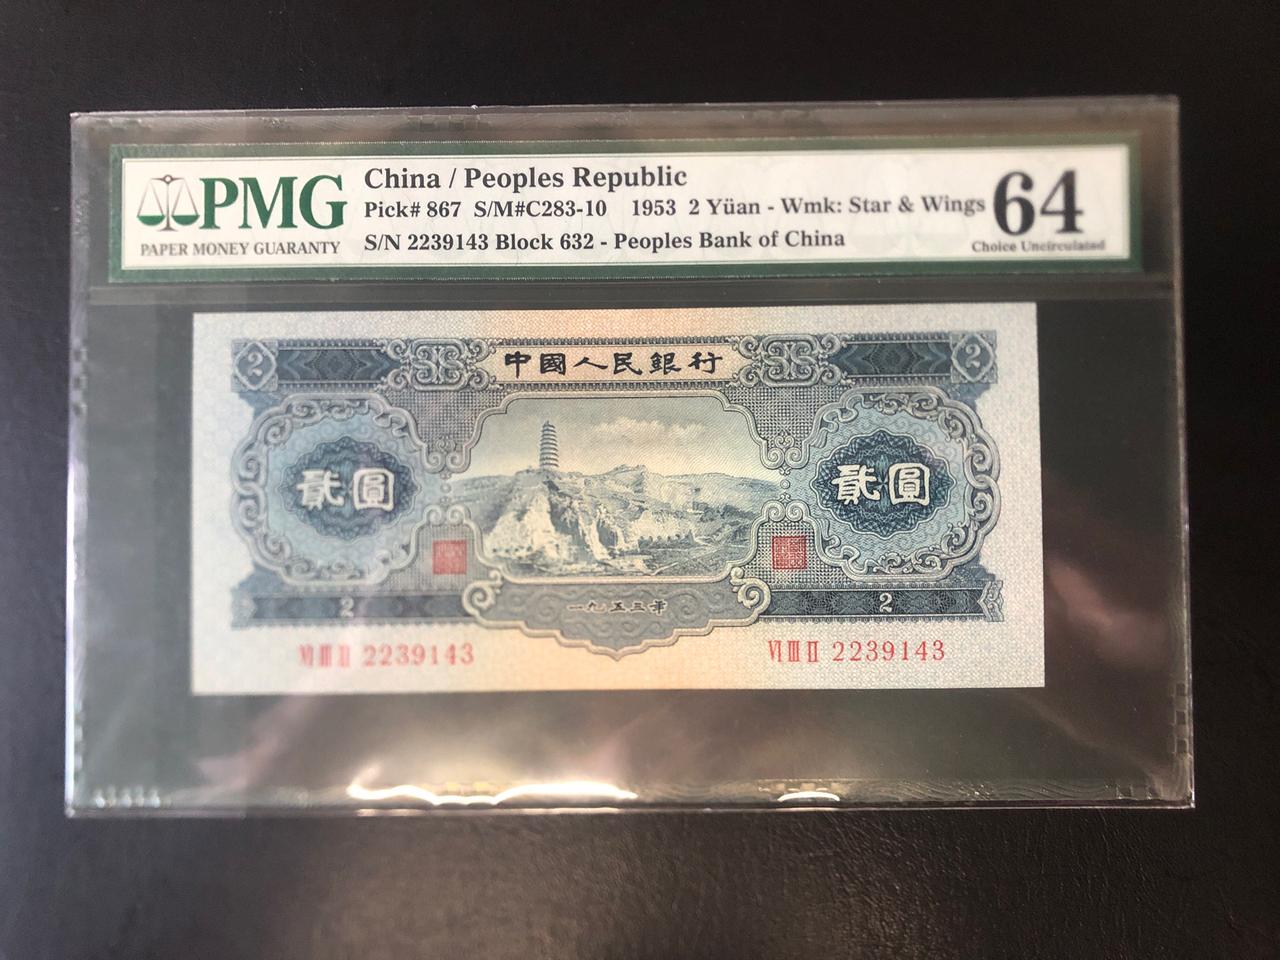 PMG
PAPER MONEY GUARANTY
China / Peoples Republic
Pick# 867 S/M#C283-10 1953 2 Yüan - Wmk: Star & Wings
S/N 2239143 Block 632 - Peoples Bank of China
64
Choice Uncirculated
2 中國人民銀行 2
貳圓 貳圓
一九五三年
2 2
VI III II 2239143 VI III II 2239143